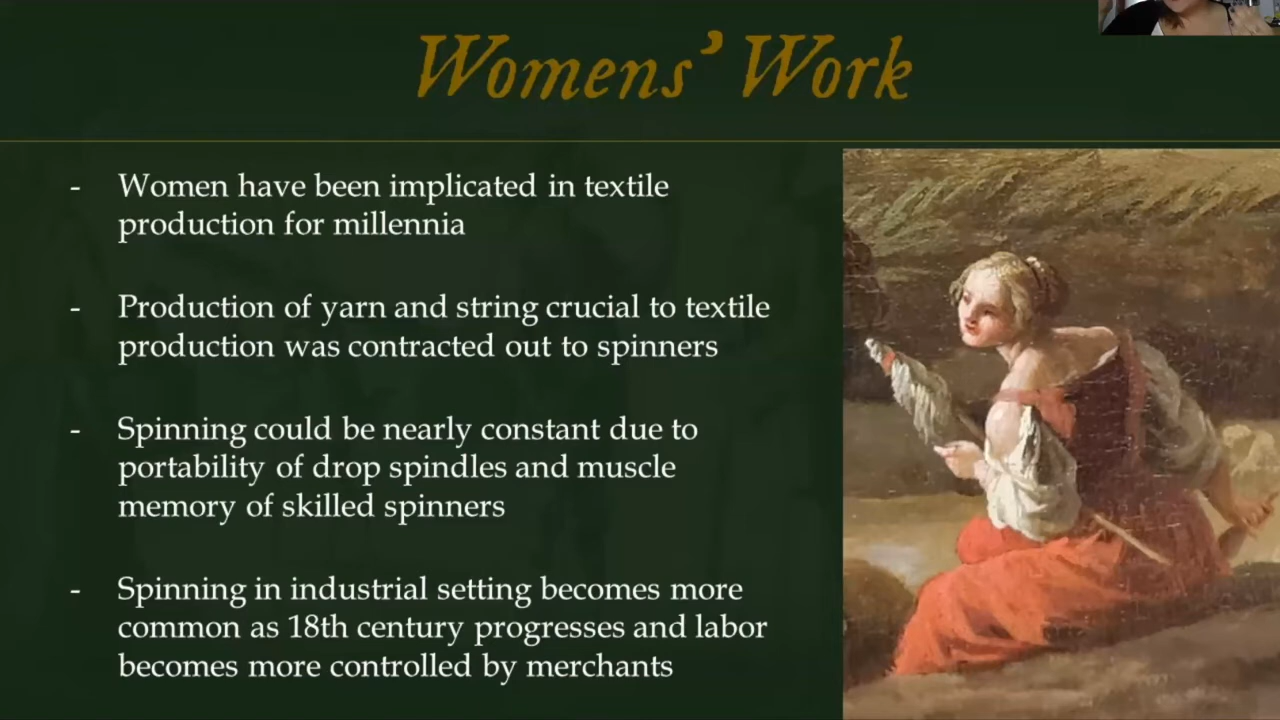 Womens' Work
- Women have been implicated in textile
production for millennia
- Production of yarn and string crucial to textile
production was contracted out to spinners
- Spinning could be nearly constant due to
portability of drop spindles and muscle
memory of skilled spinners
- Spinning in industrial setting becomes more
common as 18th century progresses and labor
becomes more controlled by merchants